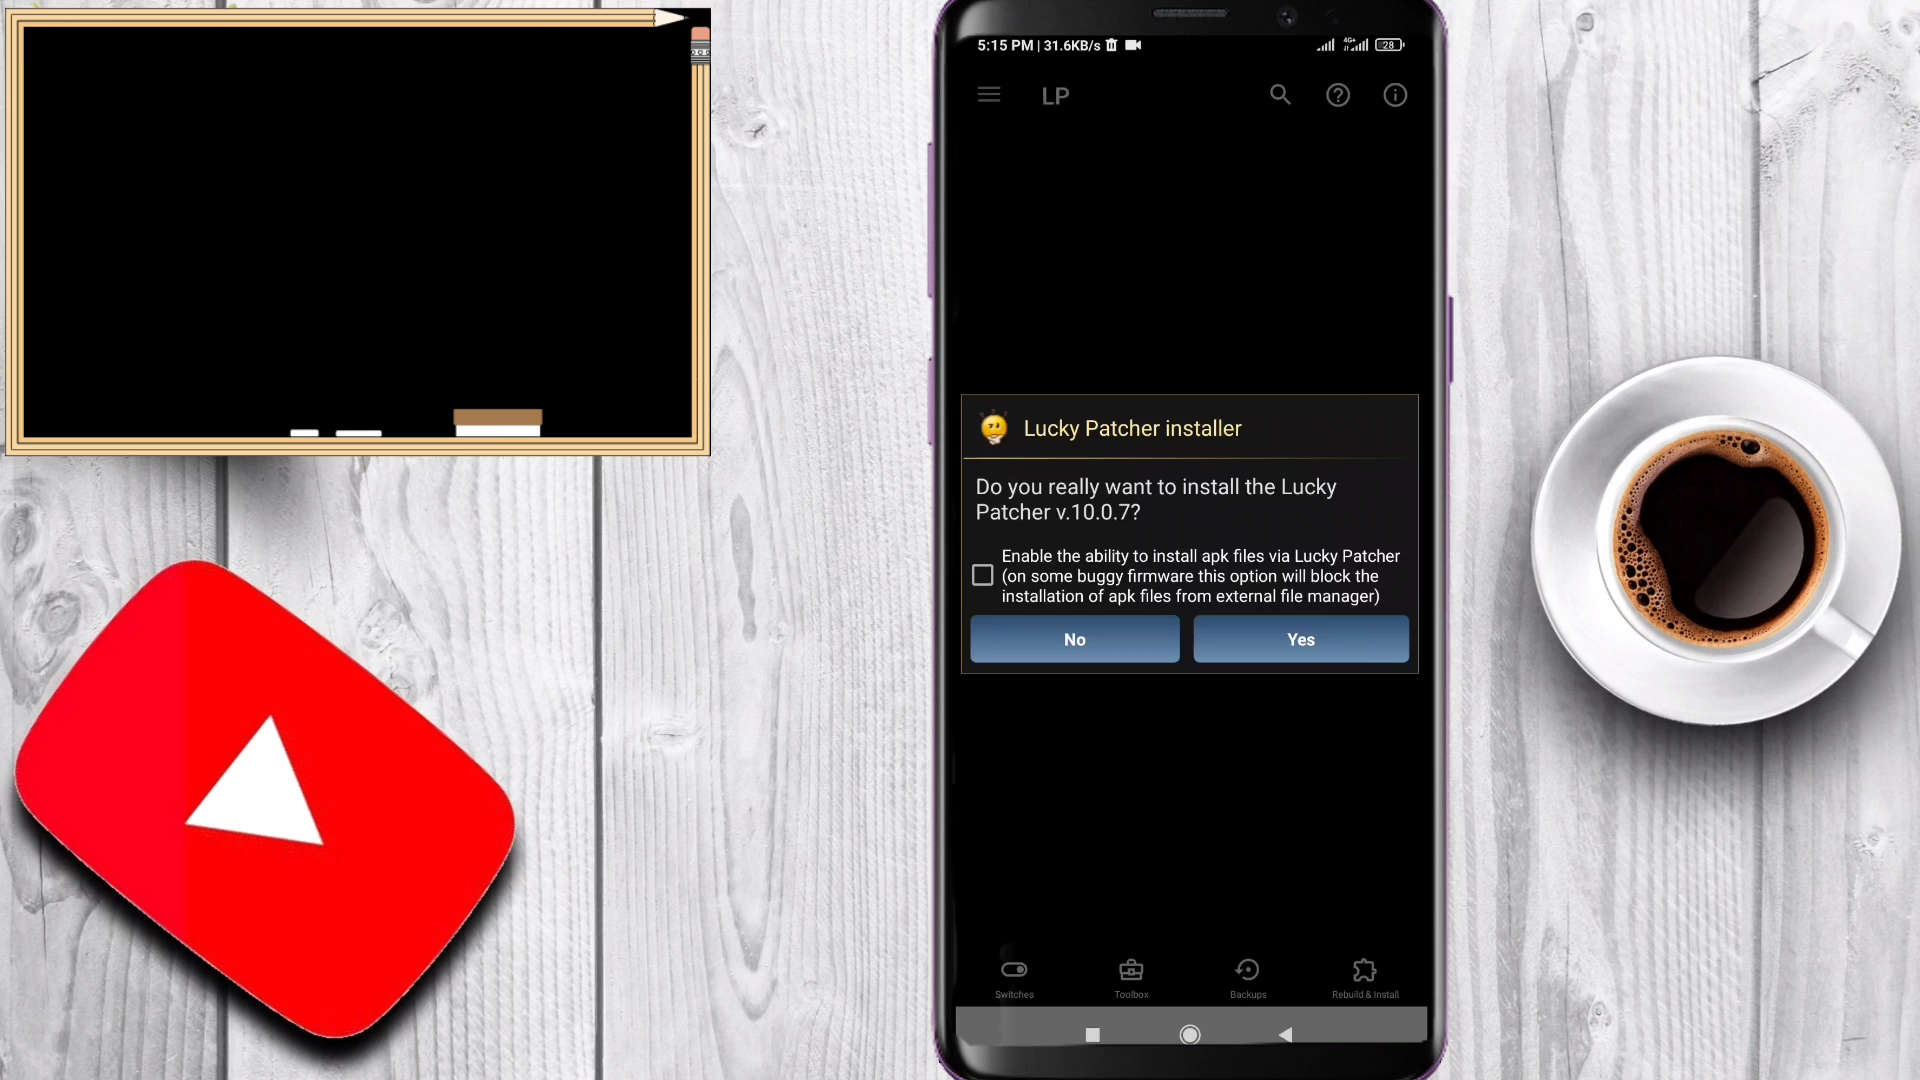 5:15 PM | 31.6KB/s
4G+
28
LP
Lucky Patcher installer
Do you really want to install the Lucky
Patcher v.10.0.7?
Enable the ability to install apk files via Lucky Patcher
(on some buggy firmware this option will block the
installation of apk files from external file manager)
No
Yes
Switches
Toolbox
Backups
Rebuild & Install